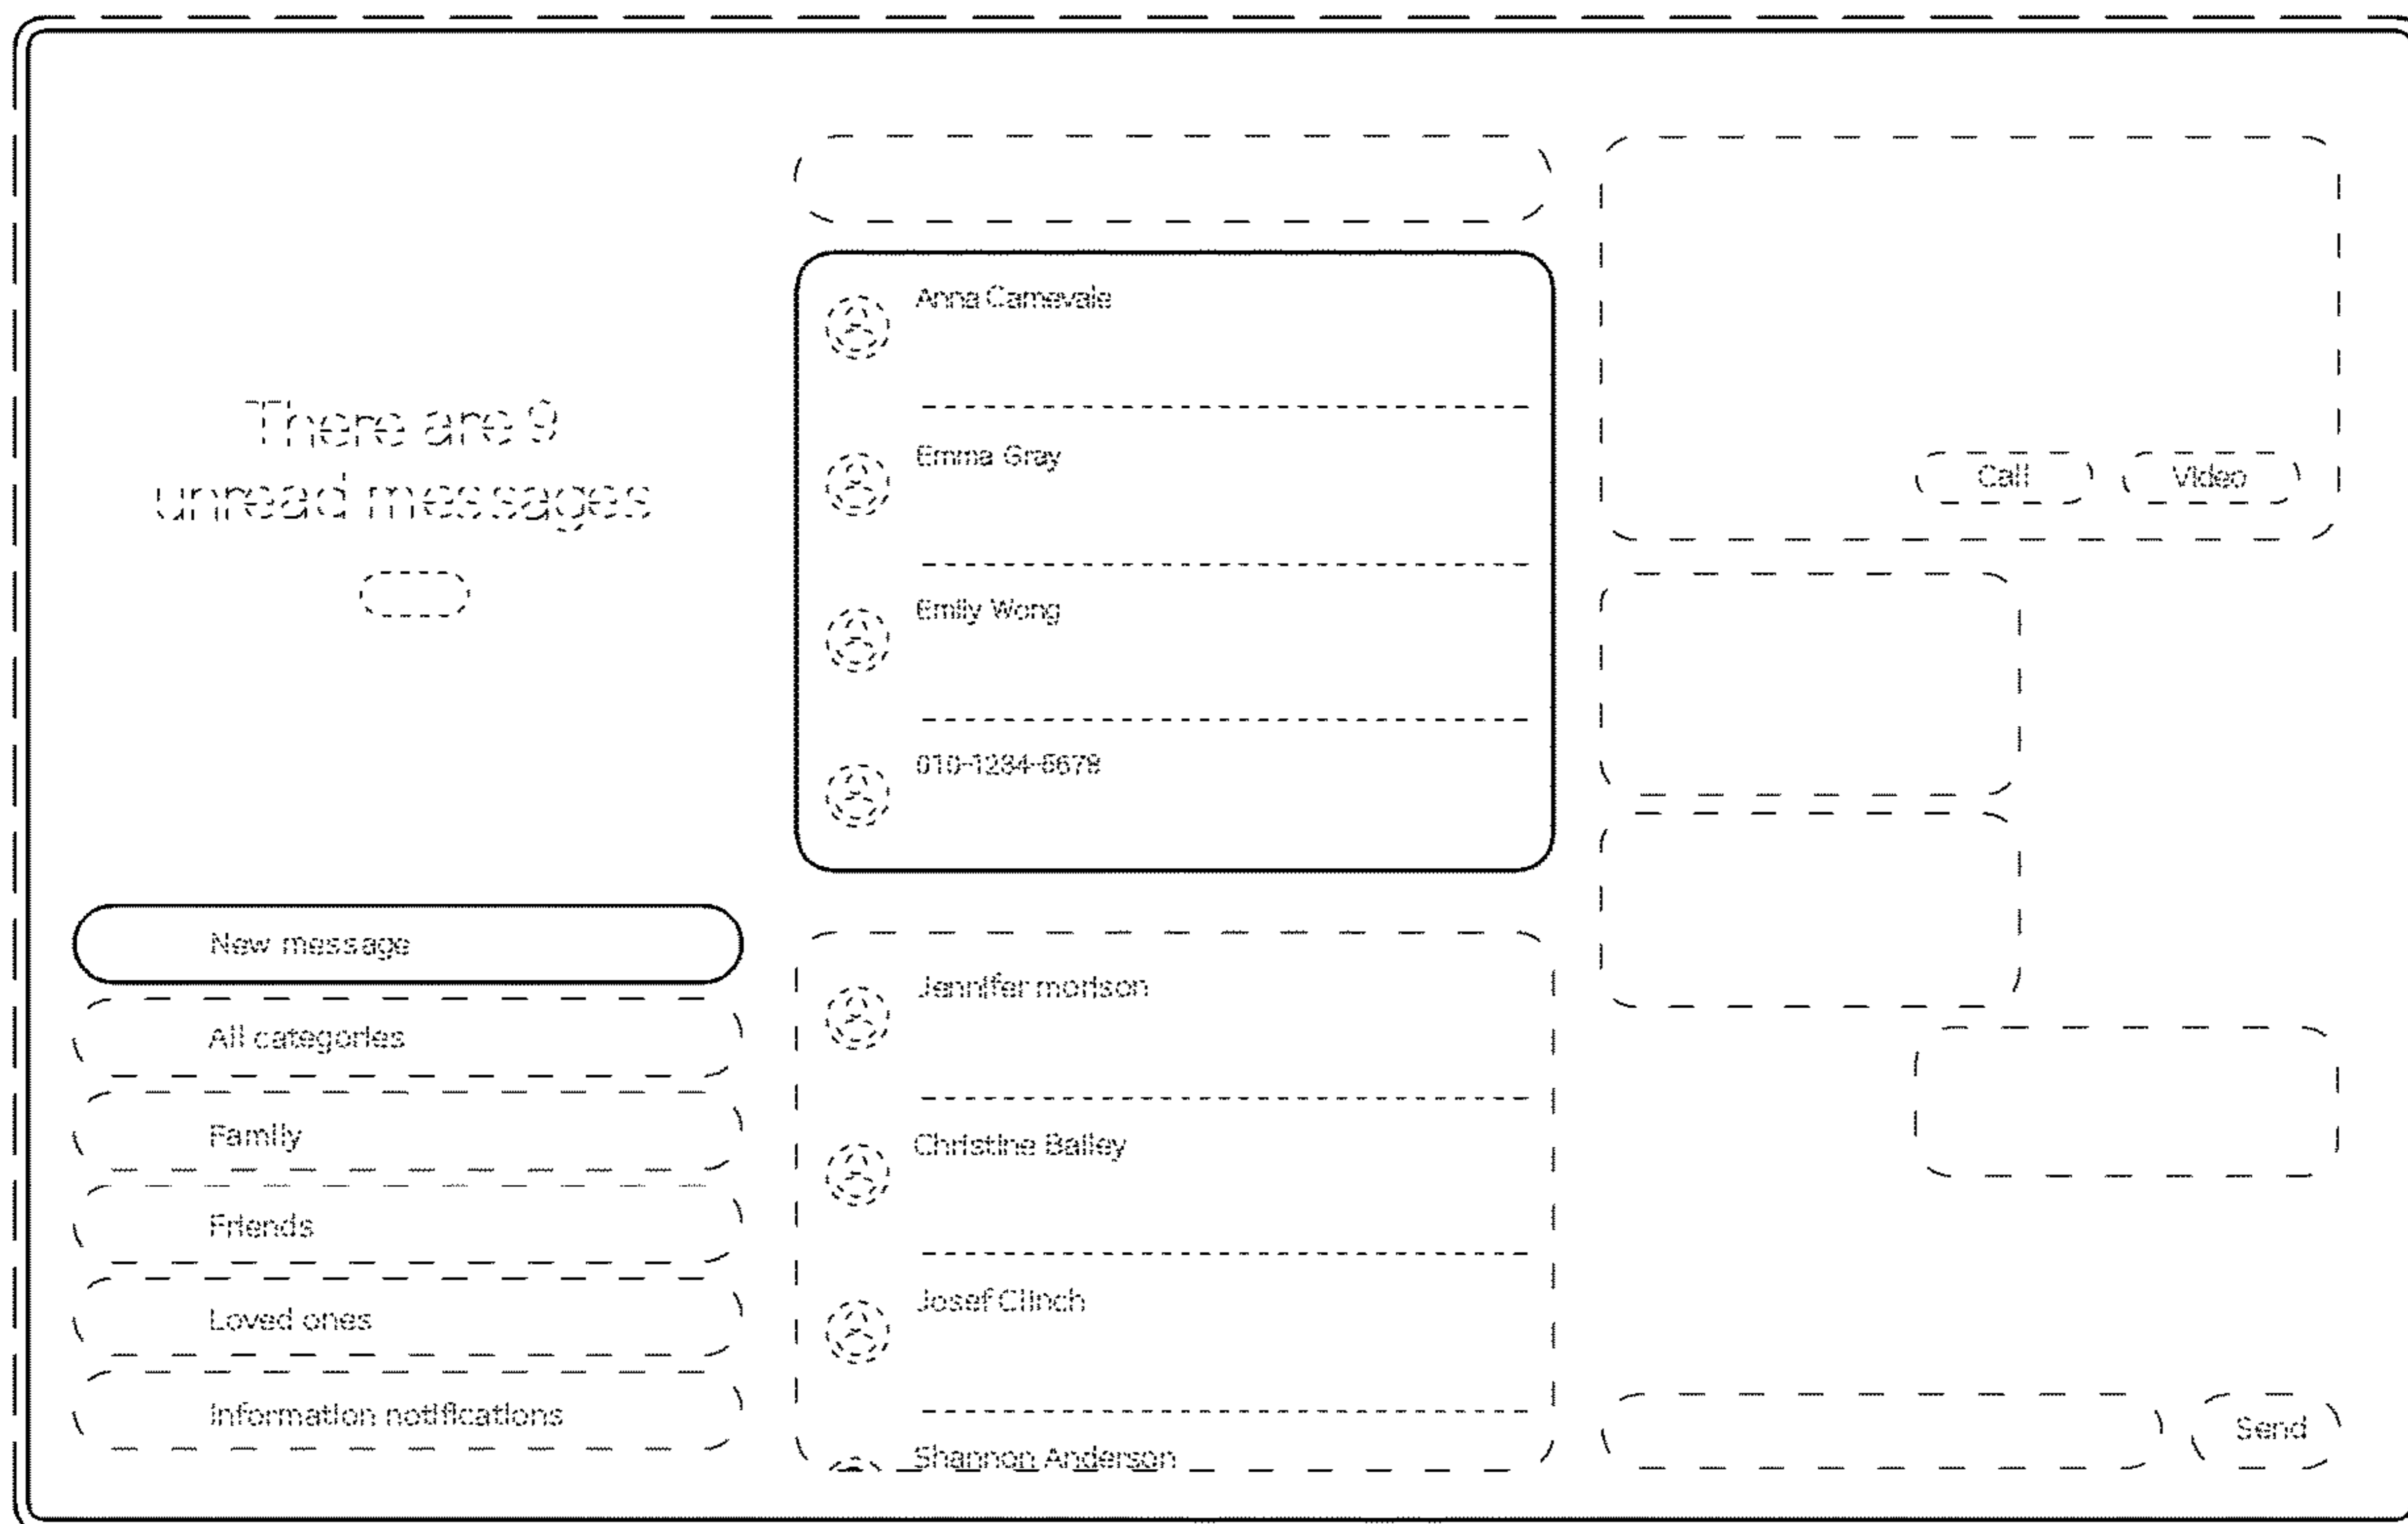 There are 9
unread messages
New message
All categories
Family
Friends
Loved ones
Information notifications
Anna Carnevale
Emma Gray
Emily Wong
010-1234-5678
Jennifer morison
Christine Bailey
Josef Clinch
Shannon Anderson
Call
Video
Send